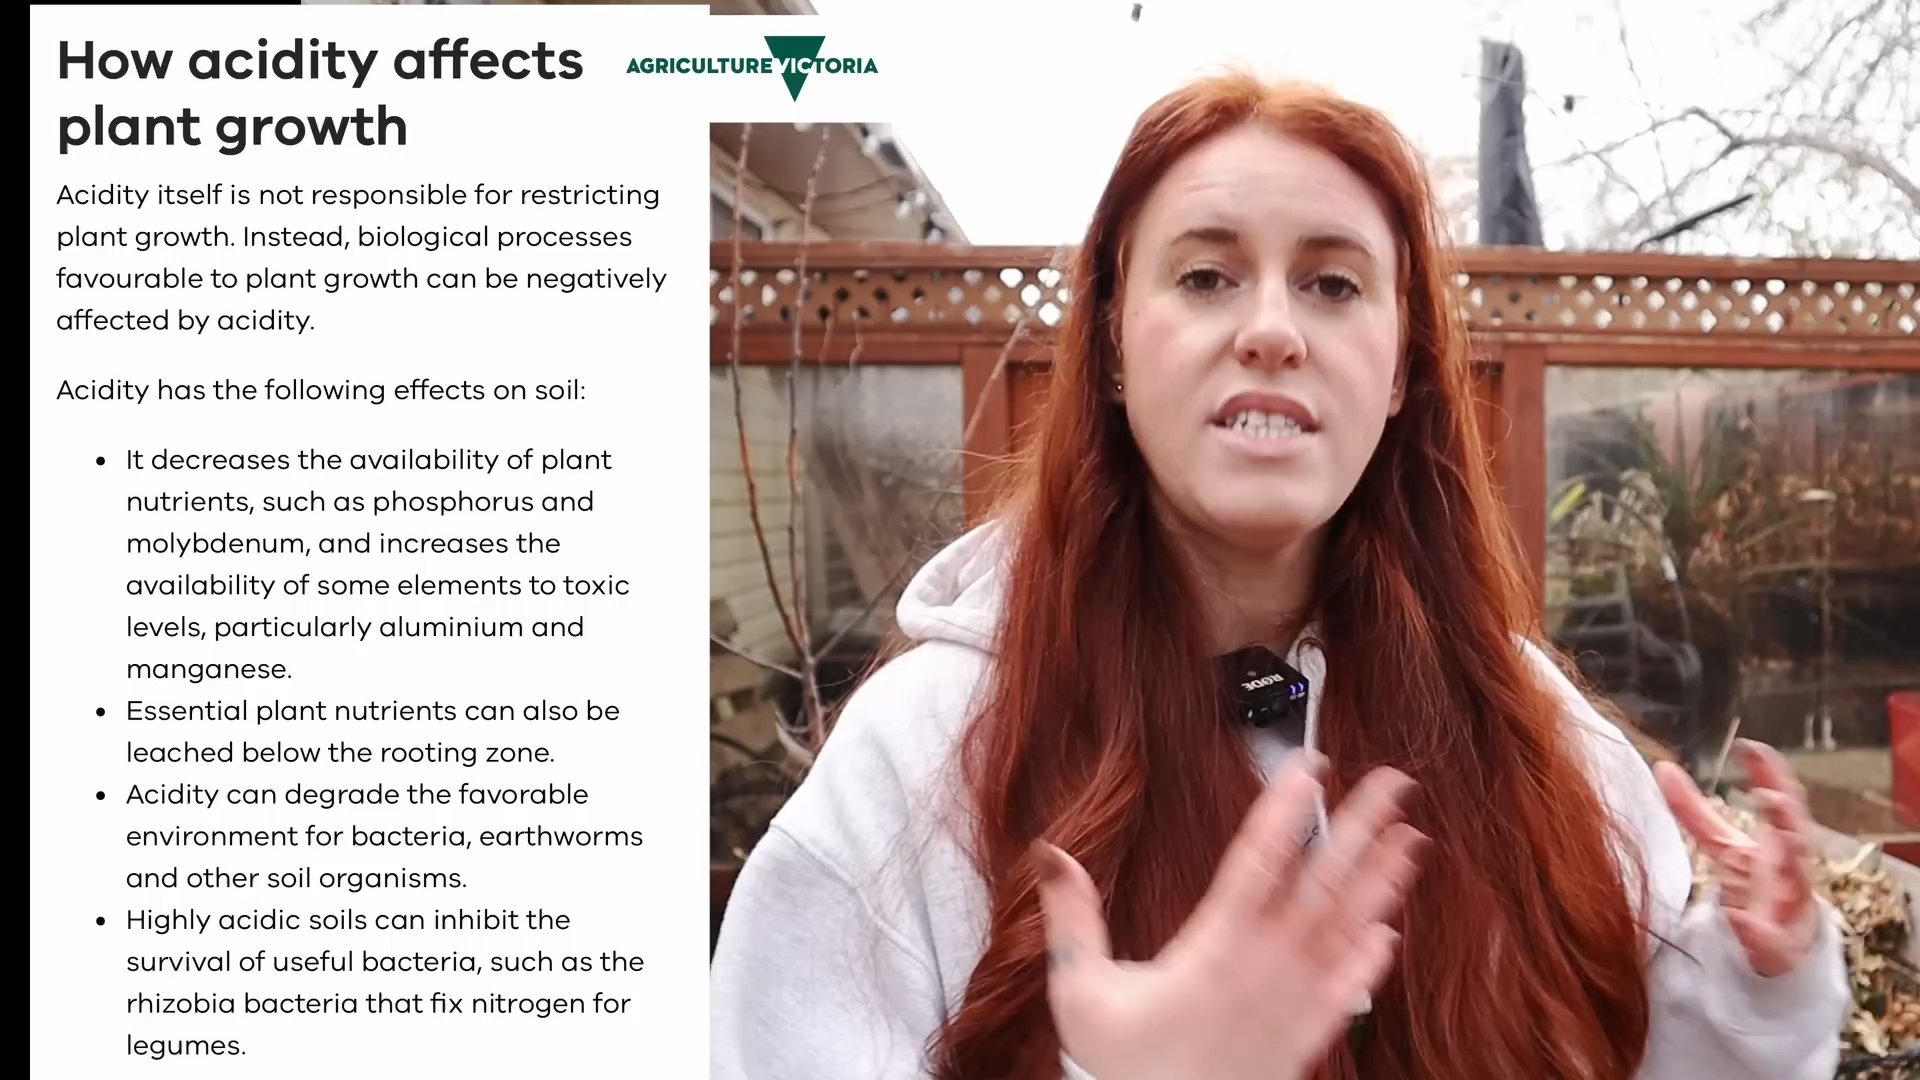 How acidity affects
plant growth
AGRICULTURE VICTORIA
Acidity itself is not responsible for restricting
plant growth. Instead, biological processes
favourable to plant growth can be negatively
affected by acidity.
Acidity has the following effects on soil:
• It decreases the availability of plant
nutrients, such as phosphorus and
molybdenum, and increases the
availability of some elements to toxic
levels, particularly aluminium and
manganese.
• Essential plant nutrients can also be
leached below the rooting zone.
• Acidity can degrade the favorable
environment for bacteria, earthworms
and other soil organisms.
• Highly acidic soils can inhibit the
survival of useful bacteria, such as the
rhizobia bacteria that fix nitrogen for
legumes.
RØDE